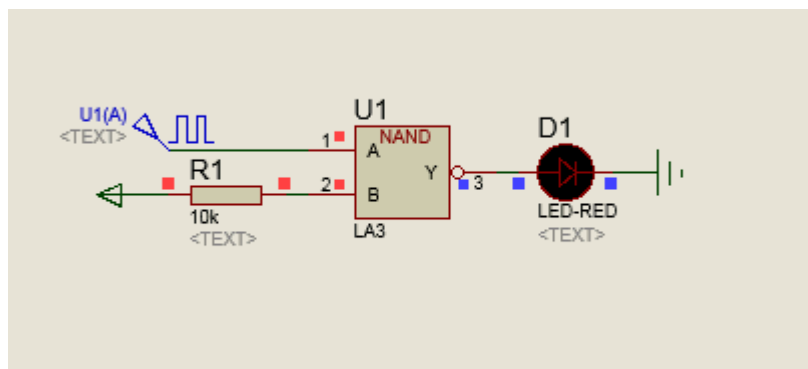 U1
U1(A)
<TEXT>
1
NAND
A
D1
R1
Y
3
2
B
10k
LA3
LED-RED
<TEXT>
<TEXT>